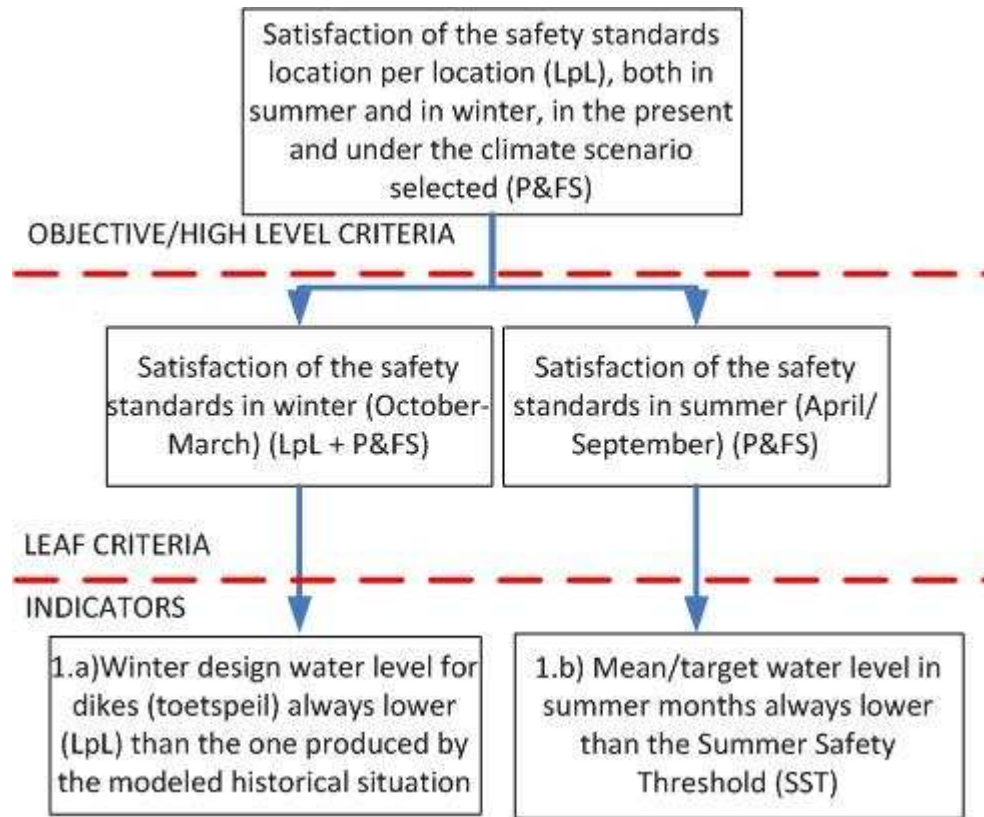 Satisfaction of the safety standards
location per location (LpL), both in
summer and in winter, in the present
and under the climate scenario
selected (P&FS)
OBJECTIVE/HIGH LEVEL CRITERIA
Satisfaction of the safety
standards in winter (October-
March) (LpL + P&FS)
Satisfaction of the safety
standards in summer (April/
September) (P&FS)
LEAF CRITERIA
INDICATORS
1.a)Winter design water level for
dikes (toetspeil) always lower
(LpL) than the one produced by
the modeled historical situation
1.b) Mean/target water level in
summer months always lower
than the Summer Safety
Threshold (SST)